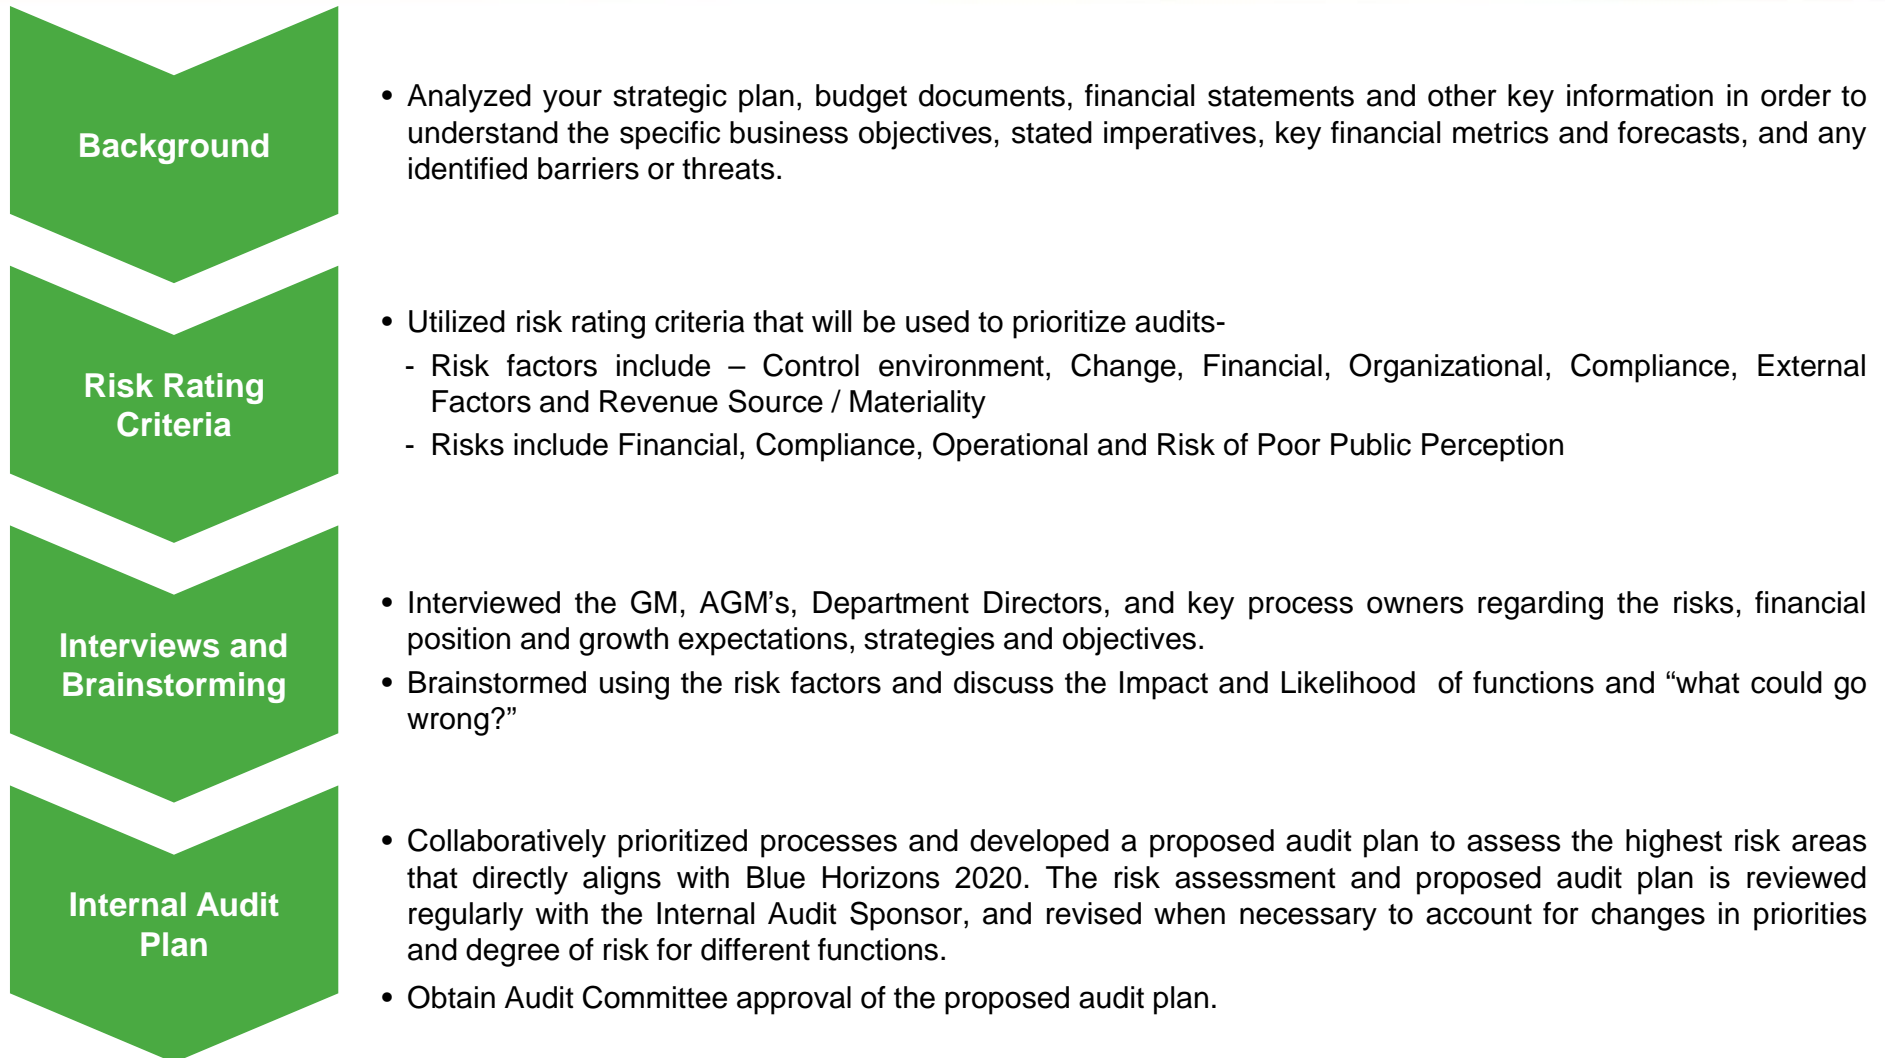 Background
• Analyzed your strategic plan, budget documents, financial statements and other key information in order to
understand the specific business objectives, stated imperatives, key financial metrics and forecasts, and any
identified barriers or threats.
Risk Rating
Criteria
• Utilized risk rating criteria that will be used to prioritize audits-
- Risk factors include – Control environment, Change, Financial, Organizational, Compliance, External
Factors and Revenue Source / Materiality
- Risks include Financial, Compliance, Operational and Risk of Poor Public Perception
Interviews and
Brainstorming
• Interviewed the GM, AGM’s, Department Directors, and key process owners regarding the risks, financial
position and growth expectations, strategies and objectives.
• Brainstormed using the risk factors and discuss the Impact and Likelihood  of functions and “what could go
wrong?”
Internal Audit
Plan
• Collaboratively prioritized processes and developed a proposed audit plan to assess the highest risk areas
that directly aligns with Blue Horizons 2020. The risk assessment and proposed audit plan is reviewed
regularly with the Internal Audit Sponsor, and revised when necessary to account for changes in priorities
and degree of risk for different functions.
• Obtain Audit Committee approval of the proposed audit plan.